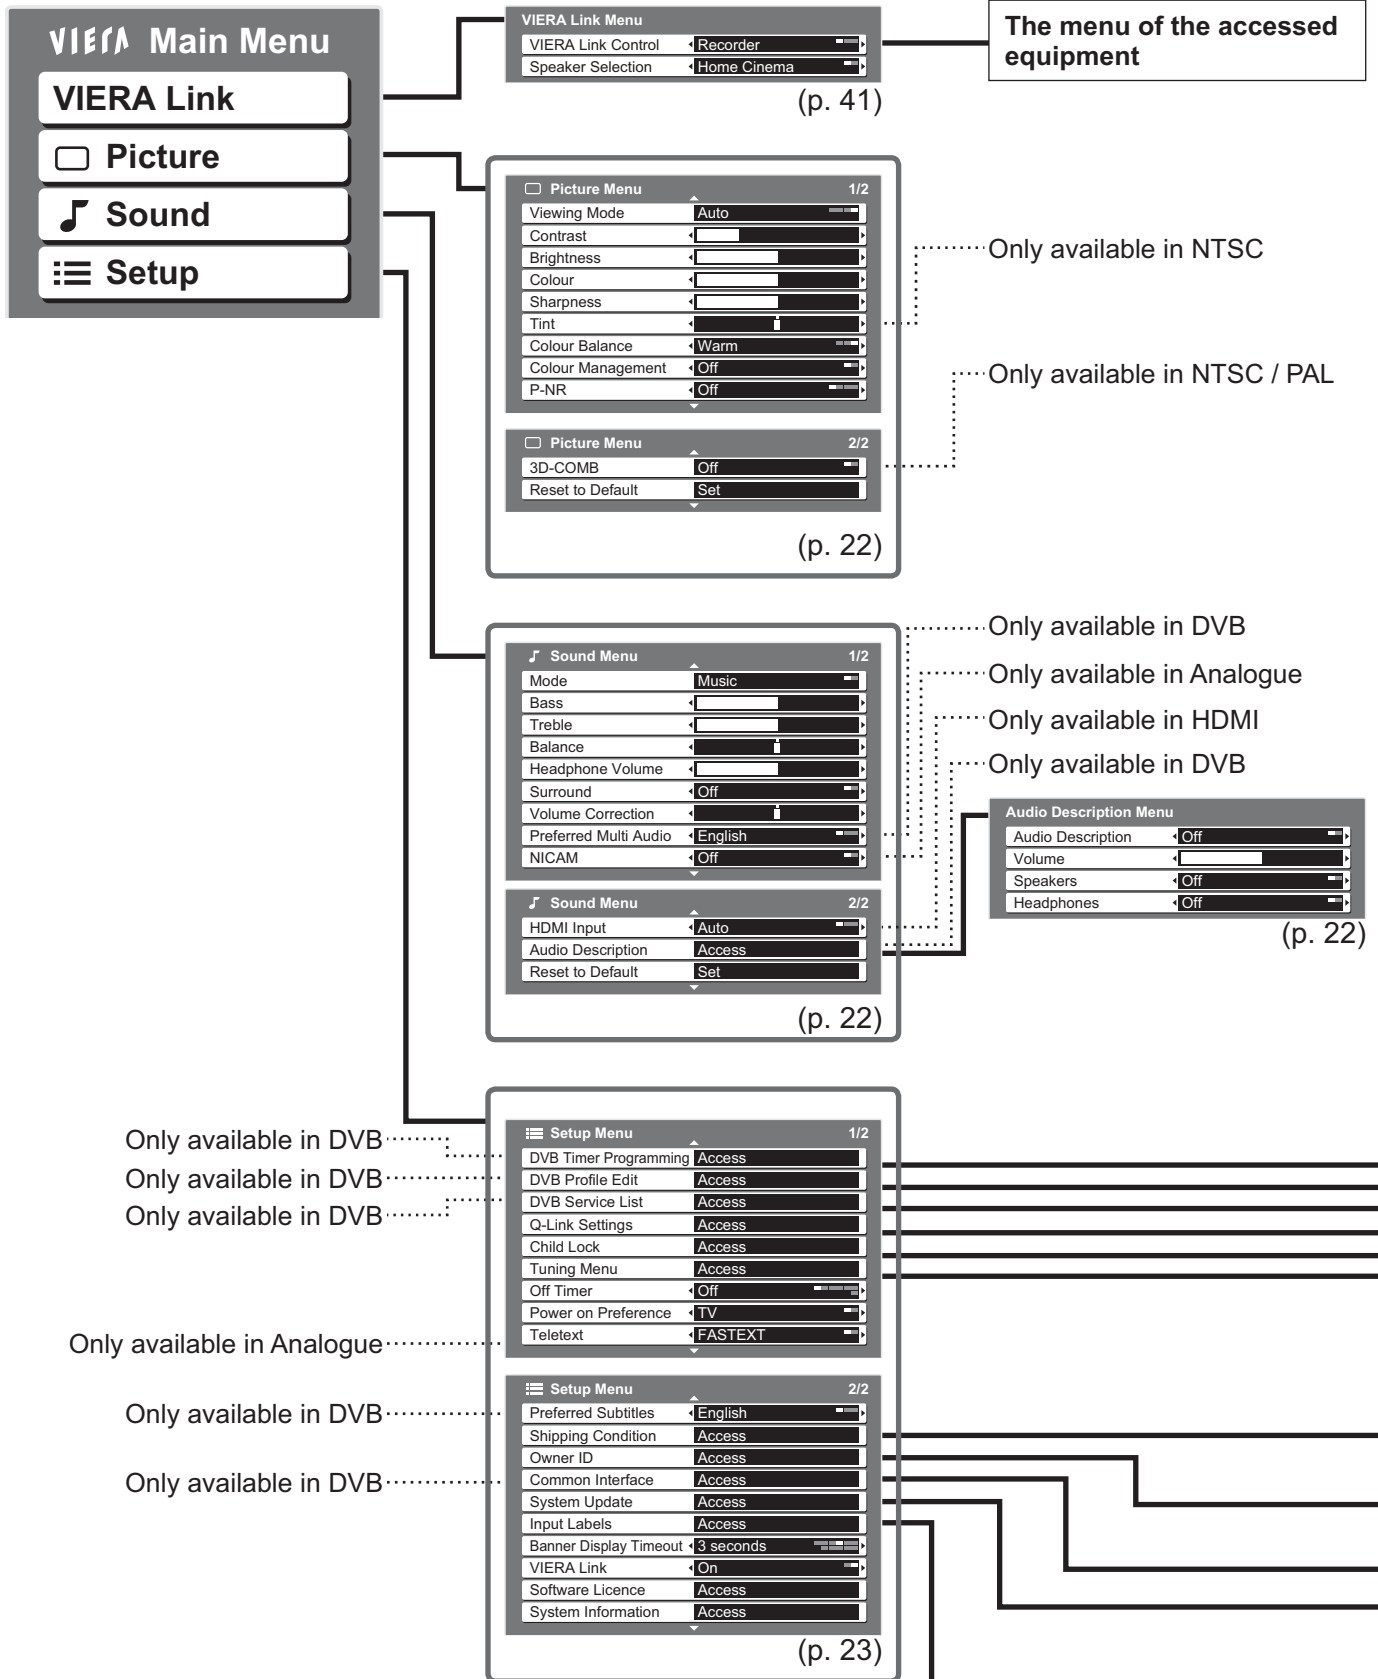 VIERA Main Menu
VIERA Link
Picture
Sound
Setup
VIERA Link Menu
VIERA Link Control Recorder
Speaker Selection Home Cinema
(p. 41)
The menu of the accessed
equipment
Picture Menu 1/2
Viewing Mode Auto
Contrast
Brightness
Colour
Sharpness
Tint
Colour Balance Warm
Colour Management Off
P-NR Off
Only available in NTSC
Only available in NTSC / PAL
Picture Menu 2/2
3D-COMB Off
Reset to Default Set
(p. 22)
Sound Menu 1/2
Mode Music
Bass
Treble
Balance
Headphone Volume
Surround Off
Volume Correction
Preferred Multi Audio English
NICAM Off
Only available in DVB
Only available in Analogue
Only available in HDMI
Only available in DVB
Sound Menu 2/2
HDMI Input Auto
Audio Description Access
Reset to Default Set
(p. 22)
Audio Description Menu
Audio Description Off
Volume
Speakers Off
Headphones Off
(p. 22)
Only available in DVB
Only available in DVB
Only available in DVB
Only available in Analogue
Only available in DVB
Only available in DVB
Setup Menu 1/2
DVB Timer Programming Access
DVB Profile Edit Access
DVB Service List Access
Q-Link Settings Access
Child Lock Access
Tuning Menu Access
Off Timer Off
Power on Preference TV
Teletext FASTEXT
Setup Menu 2/2
Preferred Subtitles English
Shipping Condition Access
Owner ID Access
Common Interface Access
System Update Access
Input Labels Access
Banner Display Timeout 3 seconds
VIERA Link On
Software Licence Access
System Information Access
(p. 23)